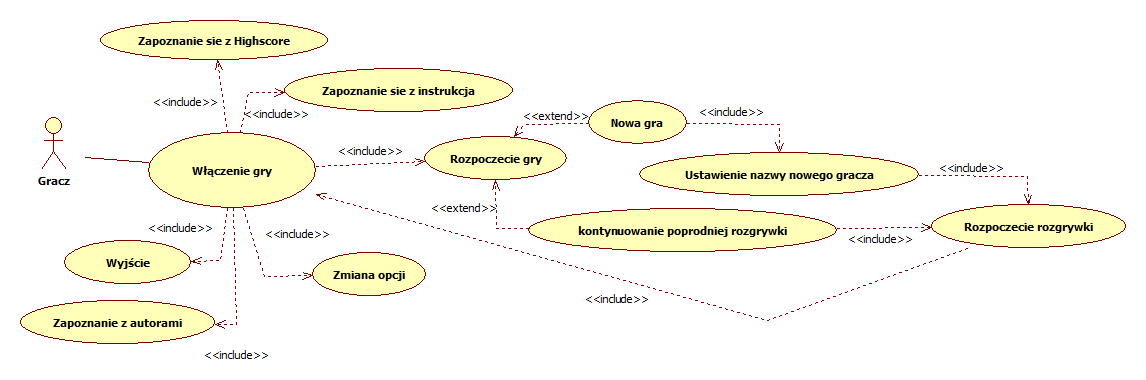 Zapoznanie sie z Highscore
Zapoznanie sie z instrukcja
<<include>>
<<include>>
<<extend>>
Nowa gra
<<include>>
Gracz
Włączenie gry
<<include>>
Rozpoczecie gry
Ustawienie nazwy nowego gracza
<<include>>
<<extend>>
kontynuowanie poprodniej rozgrywki
<<include>>
Rozpoczecie rozgrywki
<<include>>
<<include>>
Wyjście
Zmiana opcji
<<include>>
Zapoznanie z autorami
<<include>>